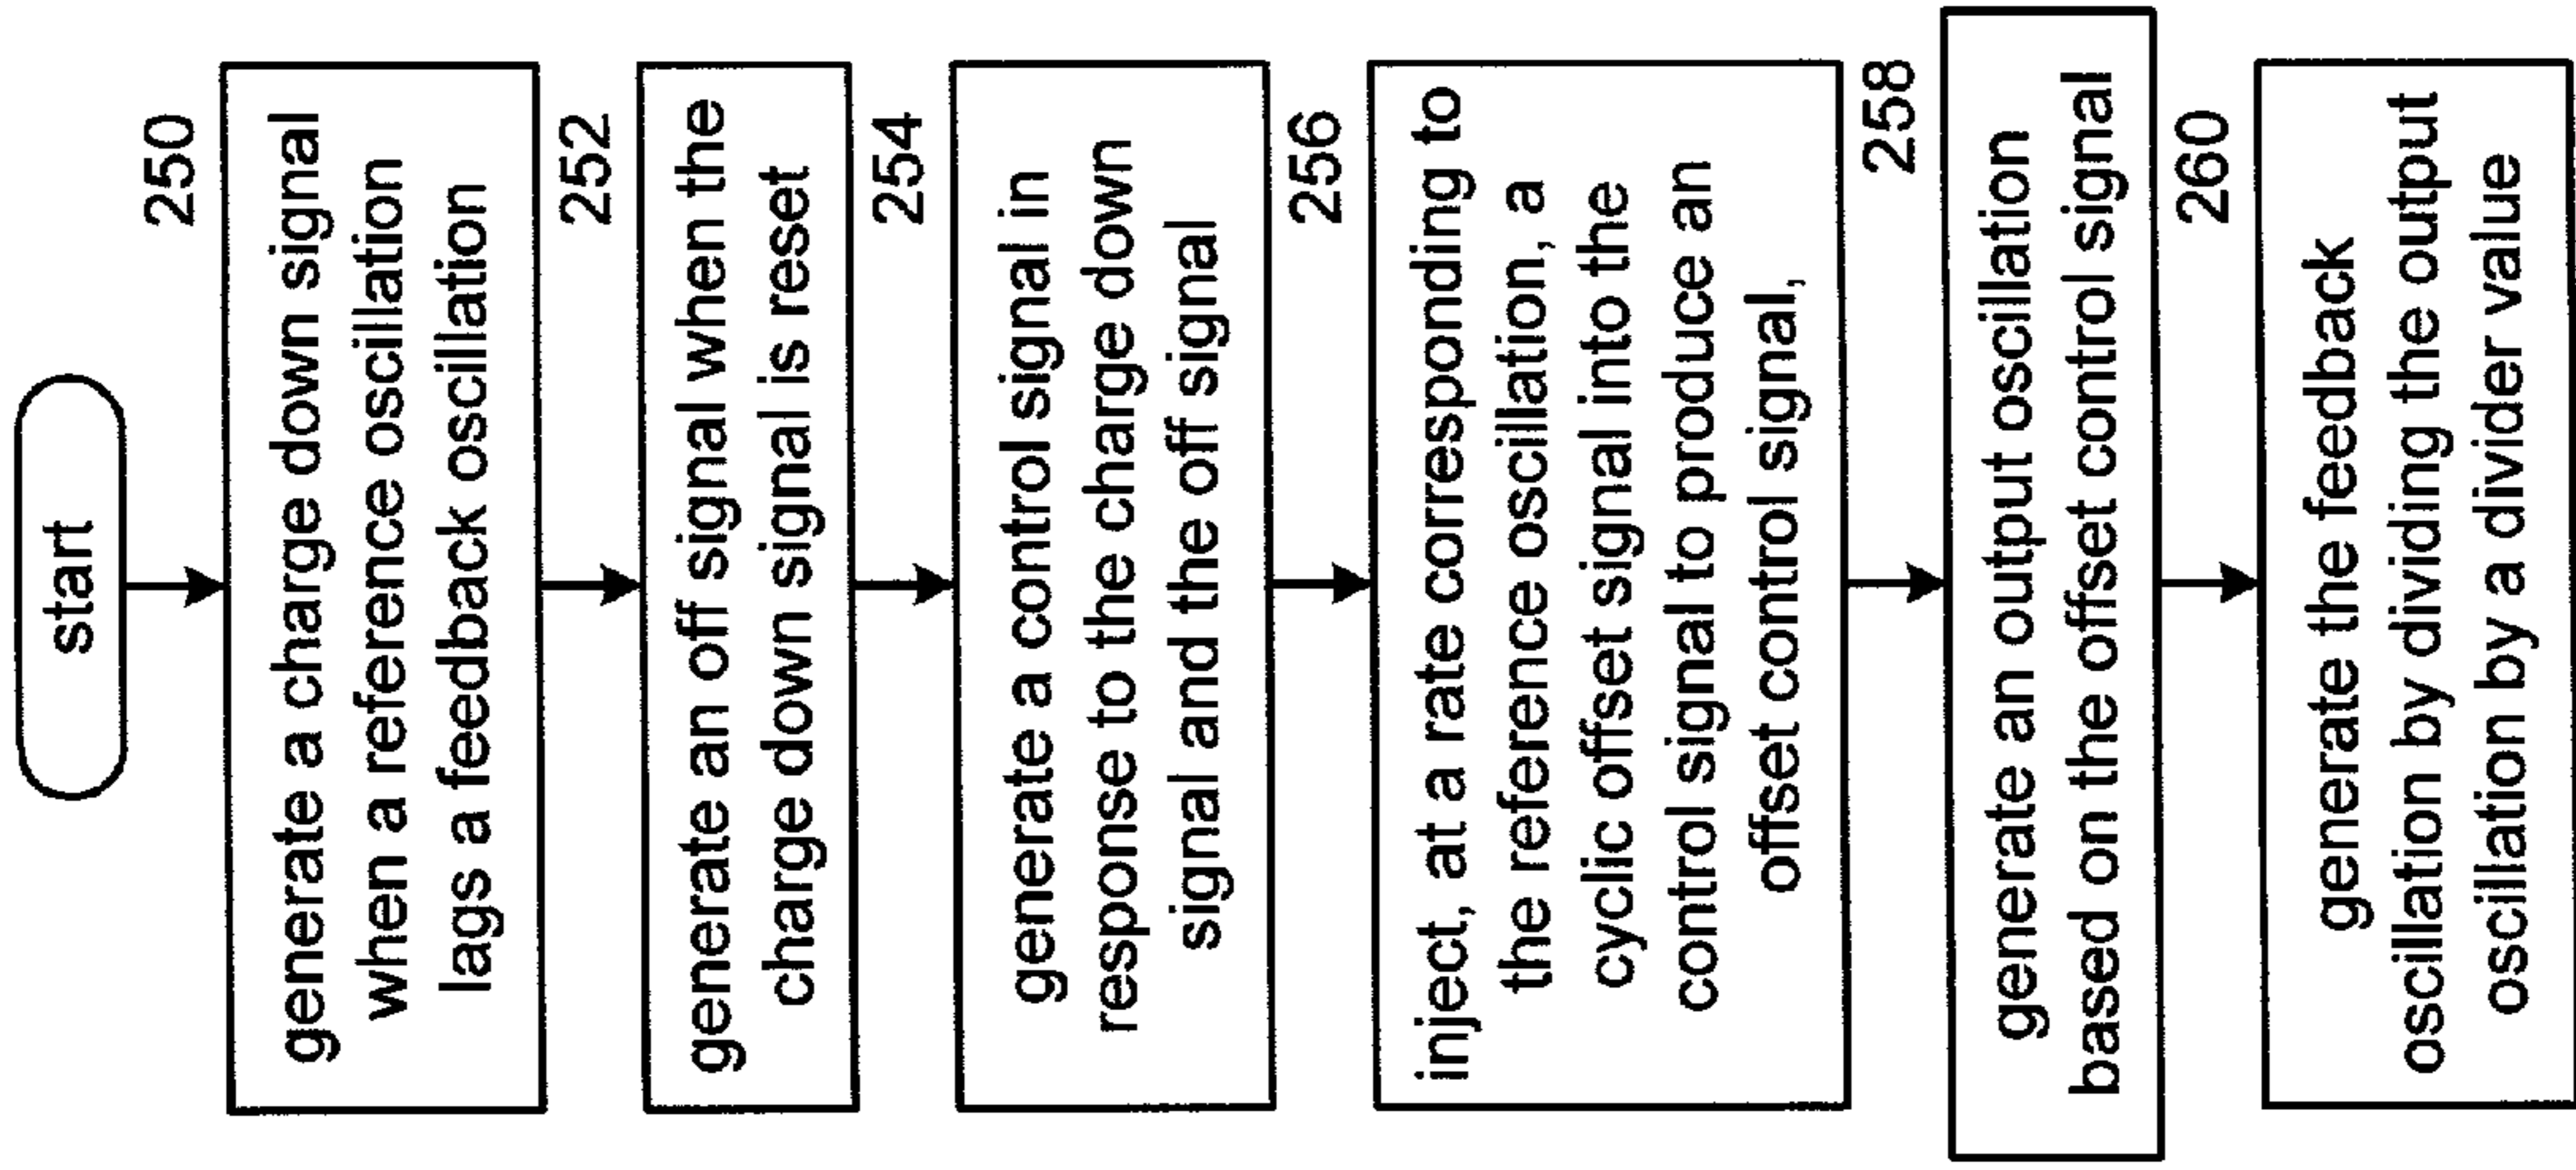 start
250
generate a charge down signal
when a reference oscillation
lags a feedback oscillation
252
generate an off signal when the
charge down signal is reset
254
generate a control signal in
response to the charge down
signal and the off signal
256
inject, at a rate corresponding to
the reference oscillation, a
cyclic offset signal into the
control signal to produce an
offset control signal,
258
generate an output oscillation
based on the offset control signal
260
generate the feedback
oscillation by dividing the output
oscillation by a divider value